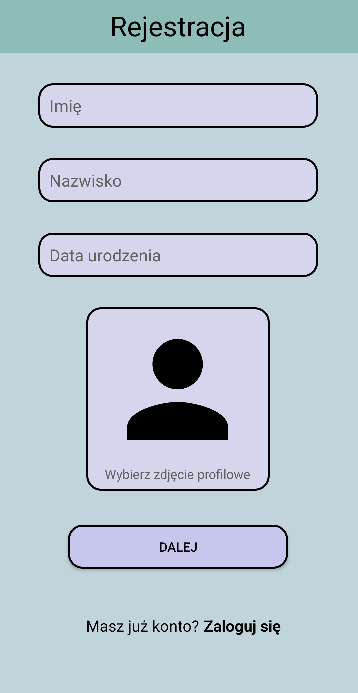 Rejestracja
Imię
Nazwisko
Data urodzenia
Wybierz zdjęcie profilowe
DALEJ
Masz już konto? Zaloguj się